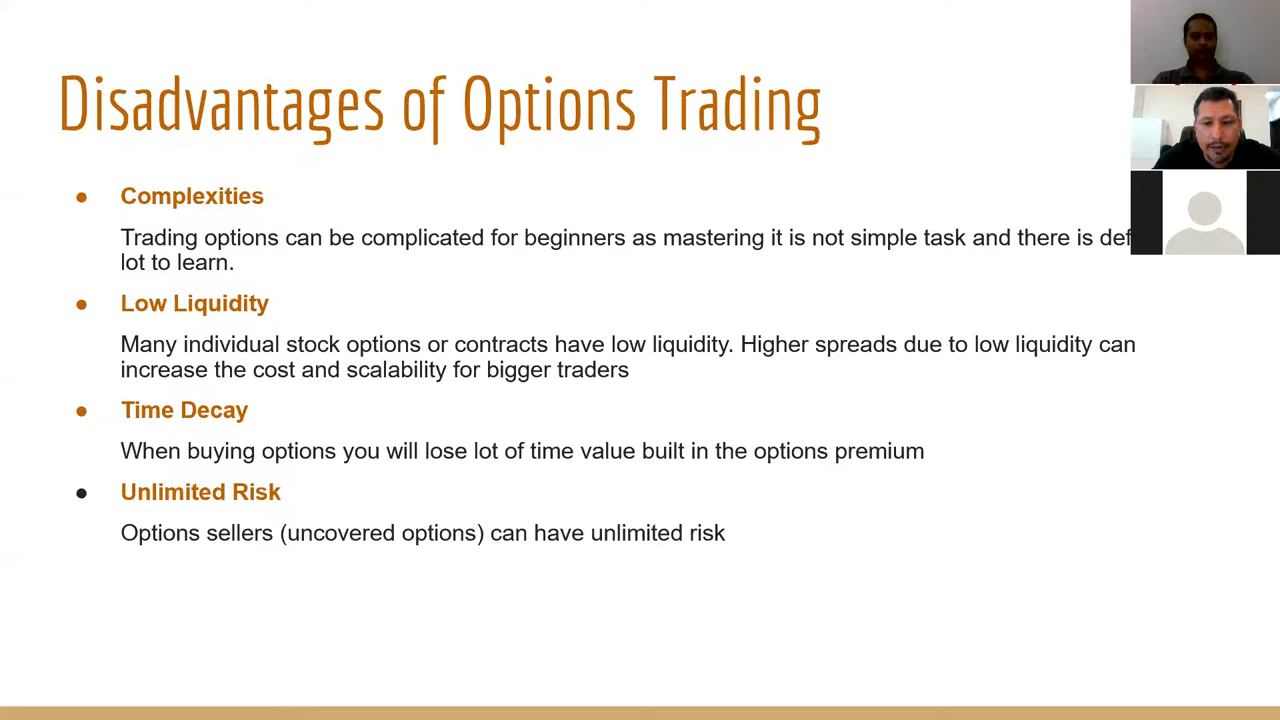 Disadvantages of Options Trading
● Complexities
Trading options can be complicated for beginners as mastering it is not simple task and there is def
lot to learn.
● Low Liquidity
Many individual stock options or contracts have low liquidity. Higher spreads due to low liquidity can
increase the cost and scalability for bigger traders
● Time Decay
When buying options you will lose lot of time value built in the options premium
● Unlimited Risk
Options sellers (uncovered options) can have unlimited risk